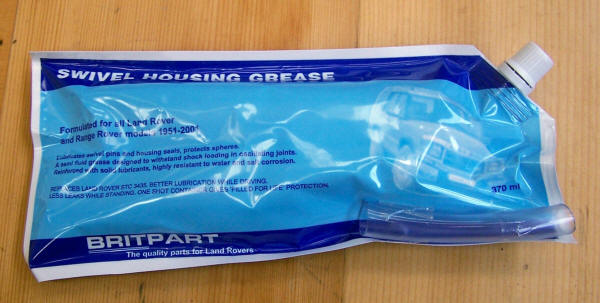 SWIVEL HOUSING GREASE
Formulated for all Land Rover
and Range Rover models 1951-2001
Lubricates swivel pins and housing seals, protects spheres.
A semi fluid grease designed to withstand shock loading in oscillating joints.
Reinforced with solid lubricants, highly resistant to water and salt corrosion.
REPLACES LAND ROVER STC 3435. BETTER LUBRICATION WHILE DRIVING.
LESS LEAKS WHILE STANDING. ONE SHOT CONTAINER GIVES 'FILLED FOR LIFE' PROTECTION.
370 ml
BRITPART
The quality parts for Land Rovers